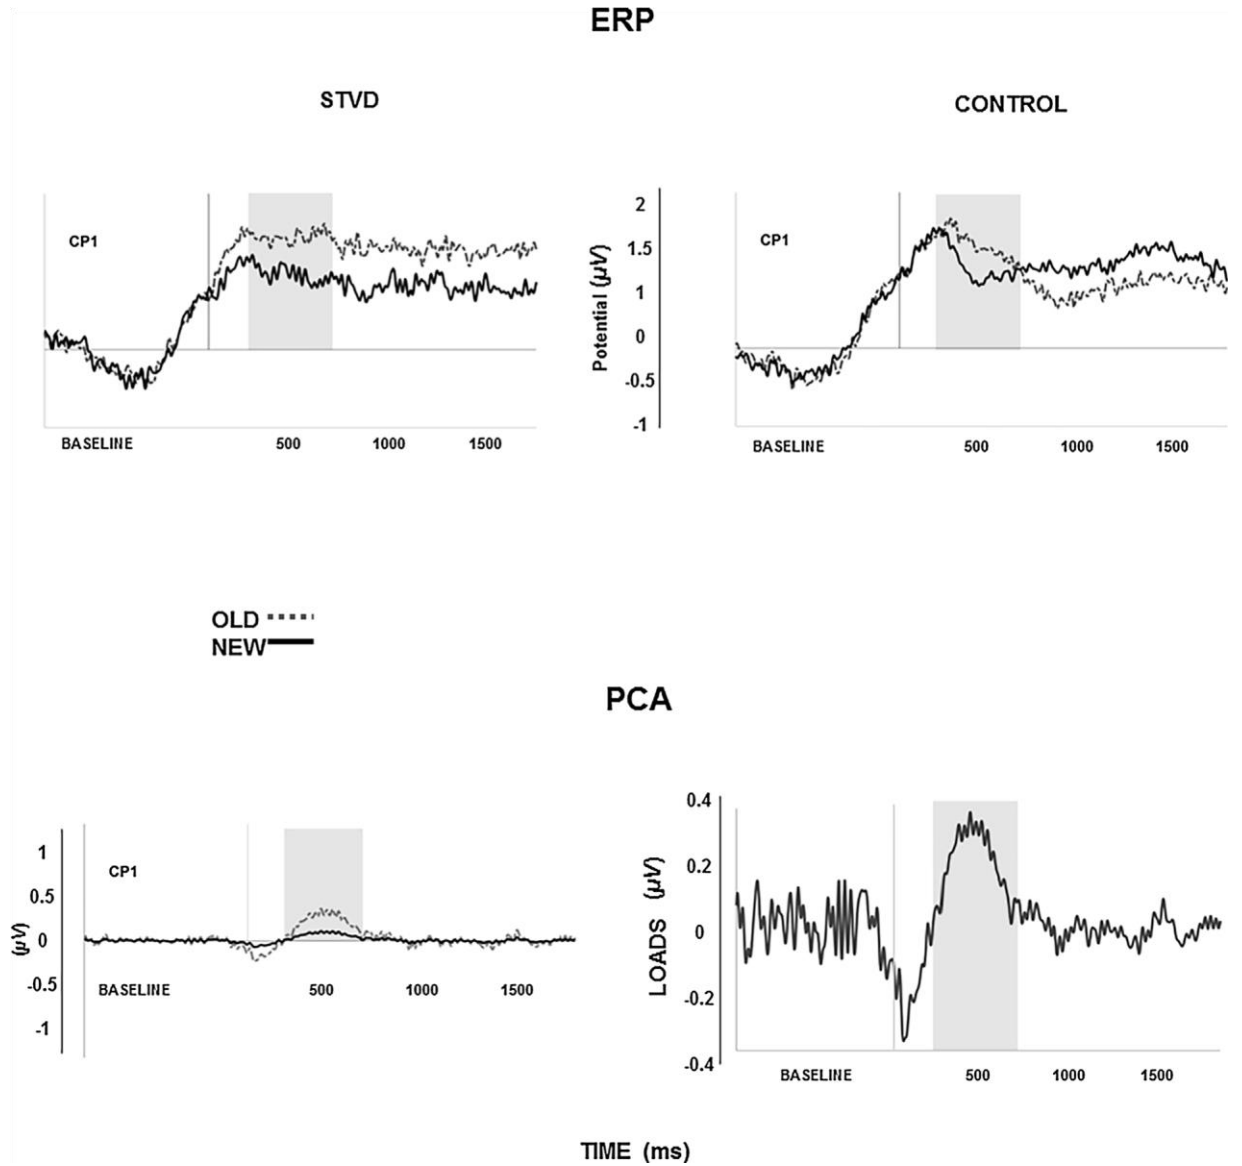 ERP
STVD
CONTROL
CP1
BASELINE
500
1000
1500
Potential (μV)
2
1.5
1
0
-0.5
-1
CP1
BASELINE
500
1000
1500
OLD
NEW
PCA
(μV)
1
0.5
0
-0.5
-1
CP1
BASELINE
500
1000
1500
LOADS (μV)
0.4
0.2
0
-0.2
-0.4
BASELINE
500
1000
1500
TIME (ms)